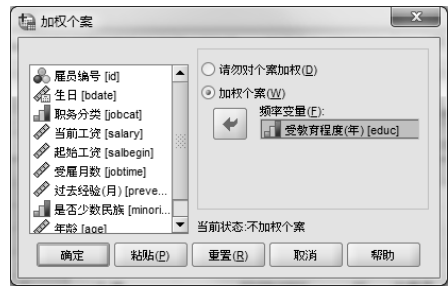 加权个案
雇员编号 [id]
生日 [bdate]
职务分类 [jobcat]
当前工资 [salary]
起始工资 [salbegin]
受雇月数 [jobtime]
过去经验(月) [preve...
是否少数民族 [minori...
年龄 [age]
请勿对个案加权(D)
加权个案(W)
频率变量(F):
受教育程度(年) [educ]
当前状态:不加权个案
确定
粘贴(P)
重置(R)
取消
帮助